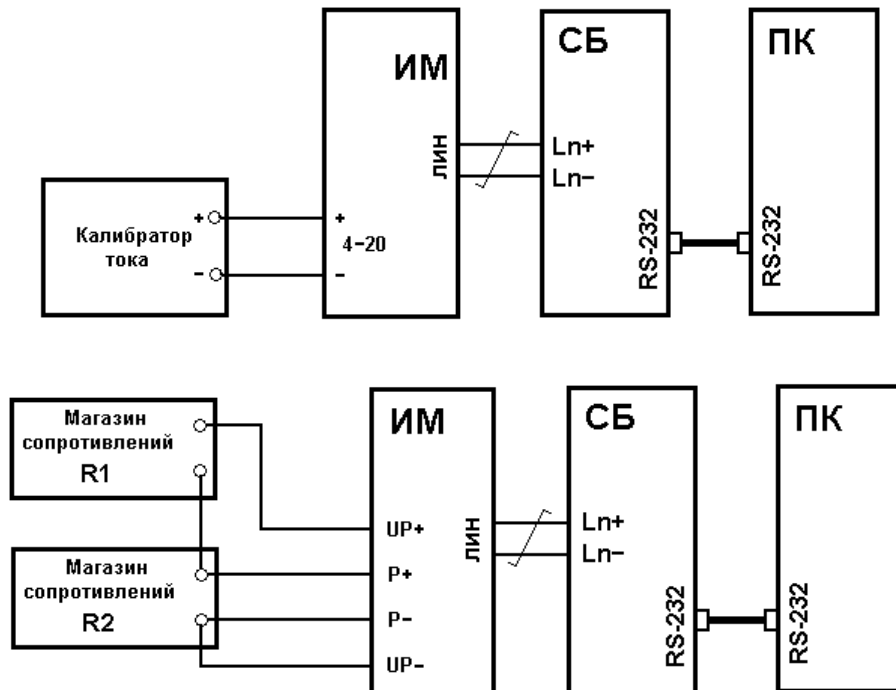 ИМ
СБ
ПК
ЛИН
Ln+
Ln−
Калибратор
тока
+
−
+
4−20
−
RS-232
RS-232
Магазин
сопротивлений
R1
Магазин
сопротивлений
R2
ИМ
СБ
ПК
UP+
P+
P−
UP−
ЛИН
Ln+
Ln−
RS-232
RS-232